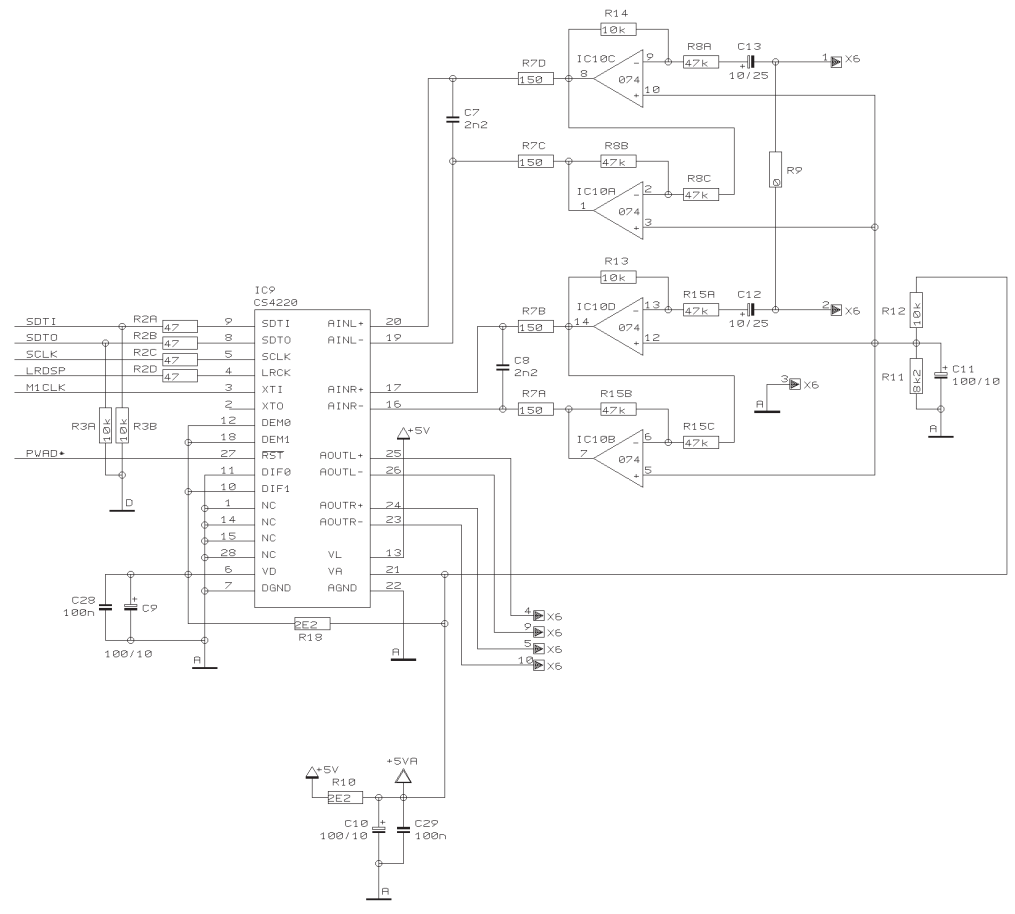 R14
10k
IC10C
9
R8A
C13
1
X6
R7D
8
-
47k
+
10/25
150
074
+
10
C7
2n2
R7C
R8B
150
47k
R8C
R9
0
IC10A
2
-
47k
1
074
3
+
R13
10k
IC9
CS4220
R7B
IC10D
13
R15A
C12
2
X6
R12
10k
SDTI
R2A
47
9
SDTI
AINL+
20
150
14
-
47k
+
10/25
SDTO
R2B
47
8
SDTO
AINL-
19
074
+
12
SCLK
R2C
47
5
SCLK
C8
2n2
R11
8k2
+
C11
100/10
LRDSP
R2D
47
4
LRCK
3
X6
M1CLK
3
XTI
AINR+
17
R7A
R15B
A
2
XTO
AINR-
16
150
47k
R3A
10k
10k
R3B
12
DEM0
+5V
R15C
A
18
DEM1
IC10B
6
-
47k
PWAD*
27
RST
AOUTL+
25
7
074
11
DIF0
AOUTL-
26
5
+
10
DIF1
D
1
NC
AOUTR+
24
14
NC
AOUTR-
23
15
NC
28
NC
VL
13
6
VD
VA
21
7
DGND
AGND
22
C28
100n
+
C9
100/10
2E2
R18
4
X6
9
X6
5
X6
10
X6
A
A
+5V
+5VA
R10
2E2
C10
100/10
+
C29
100n
A